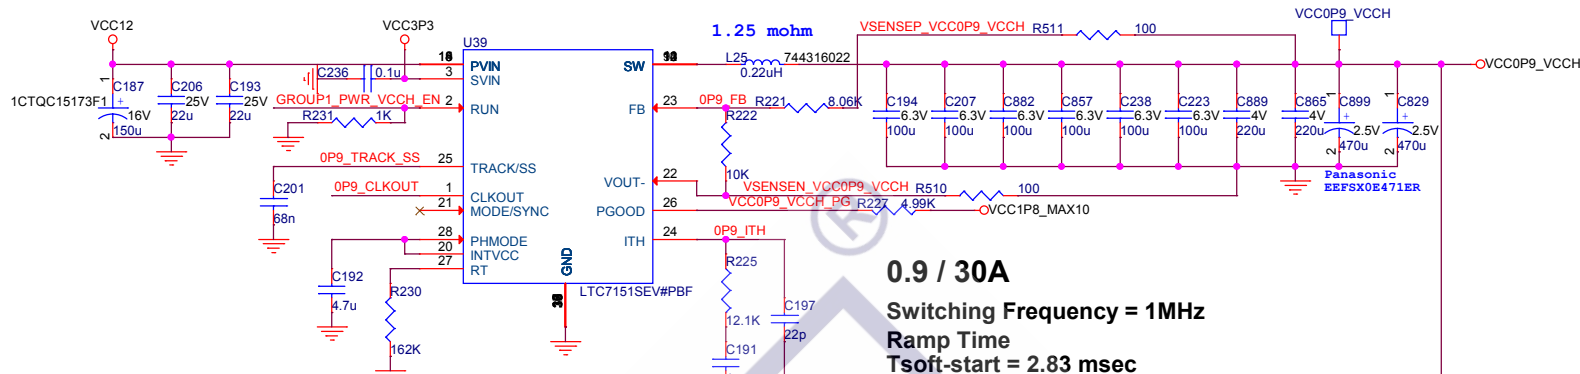 VCC12
VCC3P3
1.25 mohm
VSENSEP_VCC0P9_VCCH
R511
100
VCC0P9_VCCH
U39
PVIN
SW
L25
744316022
0.22uH
VCC0P9_VCCH
C187
1CTQC15173F1
16V
150u
1
2
+
C206
25V
22u
C193
25V
22u
C236
0.1u
3
SVIN
GROUP1_PWR_VCCH_EN
2
RUN
R231
1K
FB
23
0P9_FB
R221
8.06K
R222
10K
C194
6.3V
100u
C207
6.3V
100u
C882
6.3V
100u
C857
6.3V
100u
C238
6.3V
100u
C223
6.3V
100u
C889
4V
220u
C865
4V
220u
C899
1
+
2.5V
470u
2
C829
1
+
2.5V
470u
2
Panasonic
EEFSX0E471ER
0P9_TRACK_SS
25
TRACK/SS
C201
68n
0P9_CLKOUT
1
CLKOUT
21
MODE/SYNC
VOUT-
22
VSENSEN_VCC0P9_VCCH
R510
100
PGOOD
26
VCC0P9_VCCH_PG
R227
4.99K
VCC1P8_MAX10
28
PHMODE
20
INTVCC
27
RT
ITH
24
0P9_ITH
GND
C192
4.7u
R230
162K
LTC7151SEV#PBF
R225
12.1K
C191
C197
22p
®
0.9 / 30A
Switching Frequency = 1MHz
Ramp Time
Tsoft-start = 2.83 msec